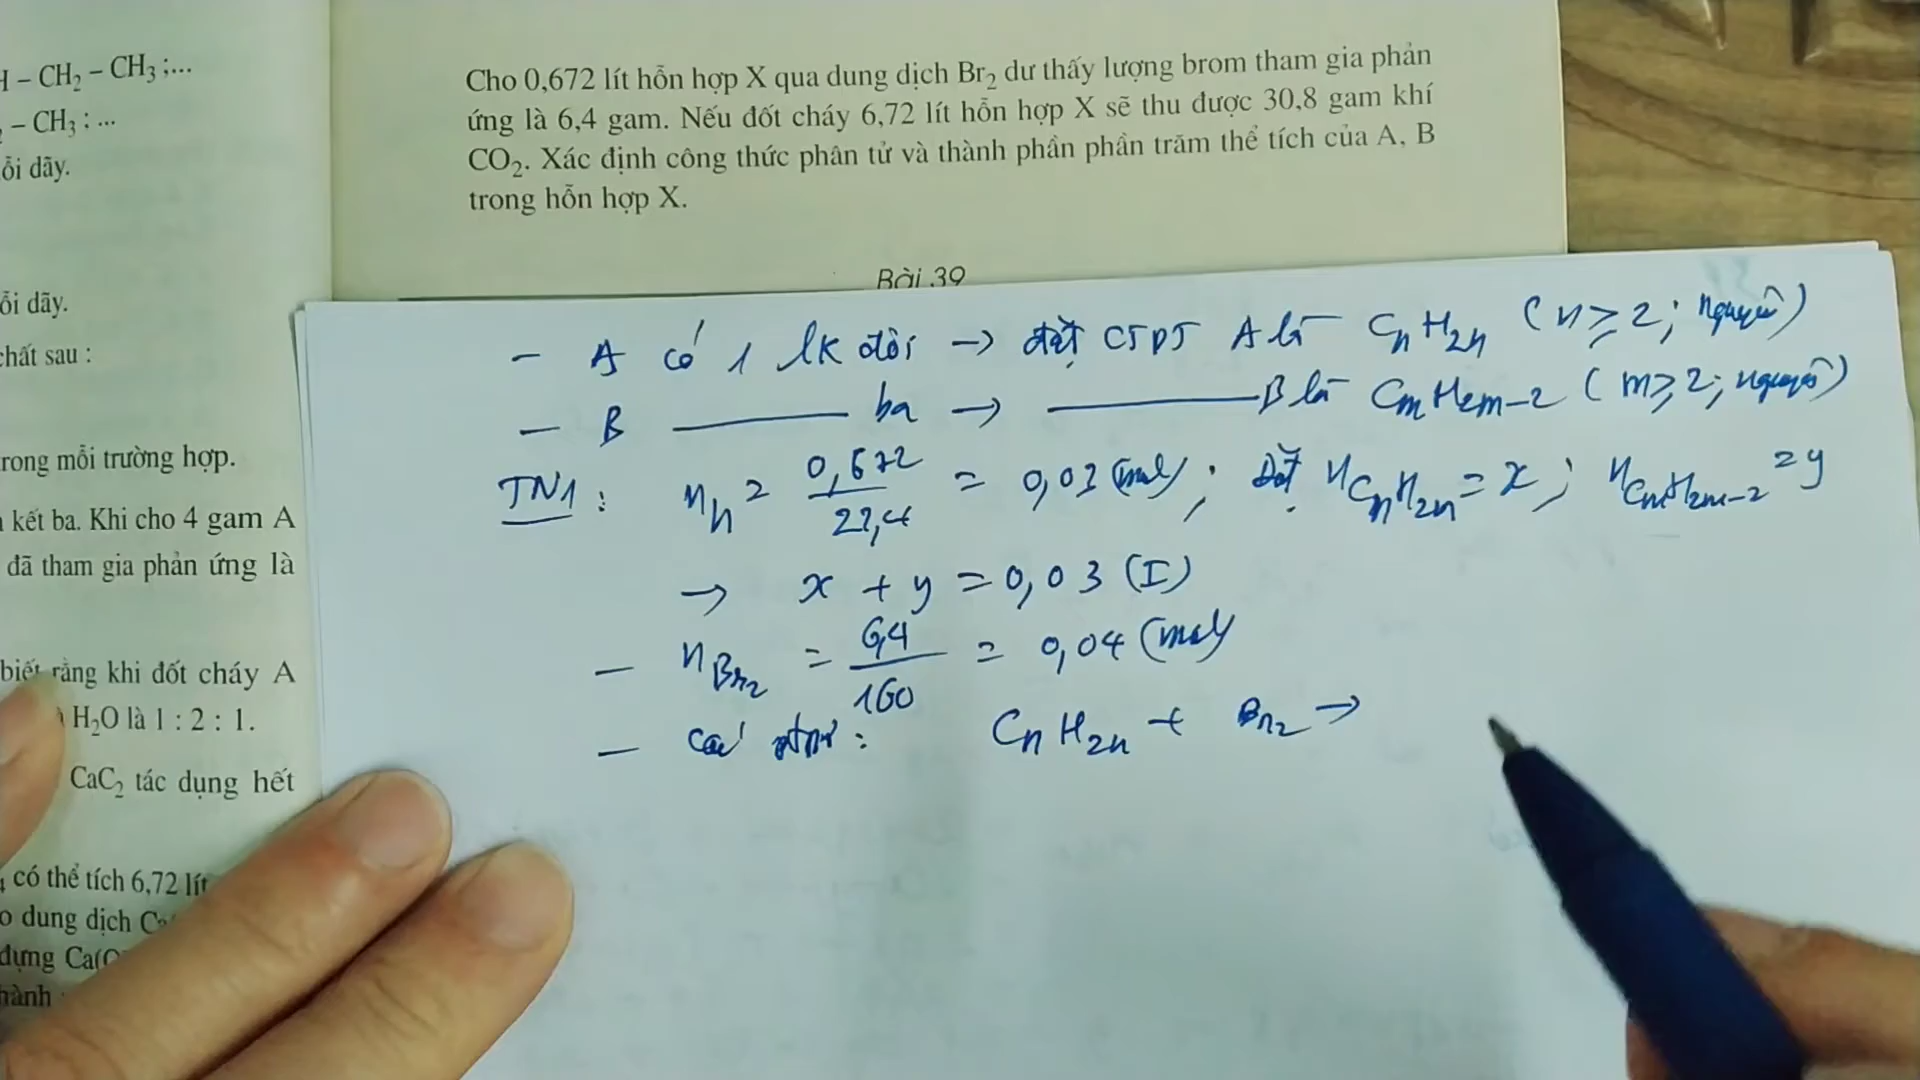 H – CH₂ – CH₃ ;...
– CH₃ : ...
ỗi dãy.
ỗi dãy.
chất sau :
rong mỗi trường hợp.
kết ba. Khi cho 4 gam A
đã tham gia phản ứng là
biết rằng khi đốt cháy A
H₂O là 1 : 2 : 1.
CaC₂ tác dụng hết
có thể tích 6,72 lít
dung dịch
dựng Ca(O
hành
Cho 0,672 lít hỗn hợp X qua dung dịch Br₂ dư thấy lượng brom tham gia phản
ứng là 6,4 gam. Nếu đốt cháy 6,72 lít hỗn hợp X sẽ thu được 30,8 gam khí
CO₂. Xác định công thức phân tử và thành phần phần trăm thể tích của A, B
trong hỗn hợp X.
Bài 39
- A có 1 lk đôi → đặt CTPT A là CnH2n (n ≥ 2; nguyên)
- B —— ba → —— B là CmH2m-2 (m ≥ 2; nguyên)
TN1 : nh = 0,672/22,4 = 0,03 (mol) ; Đặt nCnH2n = x ; nCmH2m-2 = y
→ x + y = 0,03 (I)
- nBr2 = 6,4/160 = 0,04 (mol)
- Các : CnH2n + Br2 →